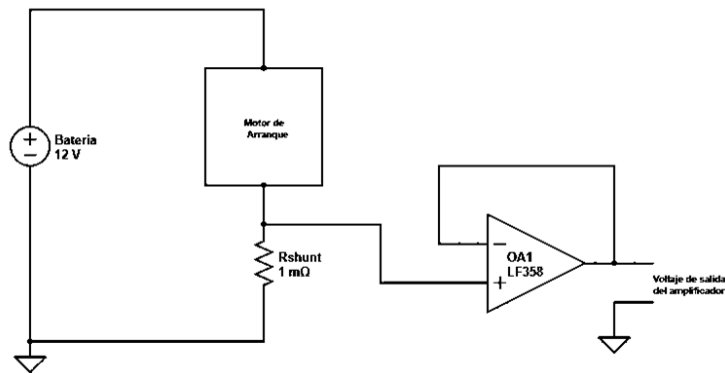 Motor de
Arranque
Bateria
12 V
Rshunt
1 mΩ
OA1
LF358
Voltaje de salida
del amplificador